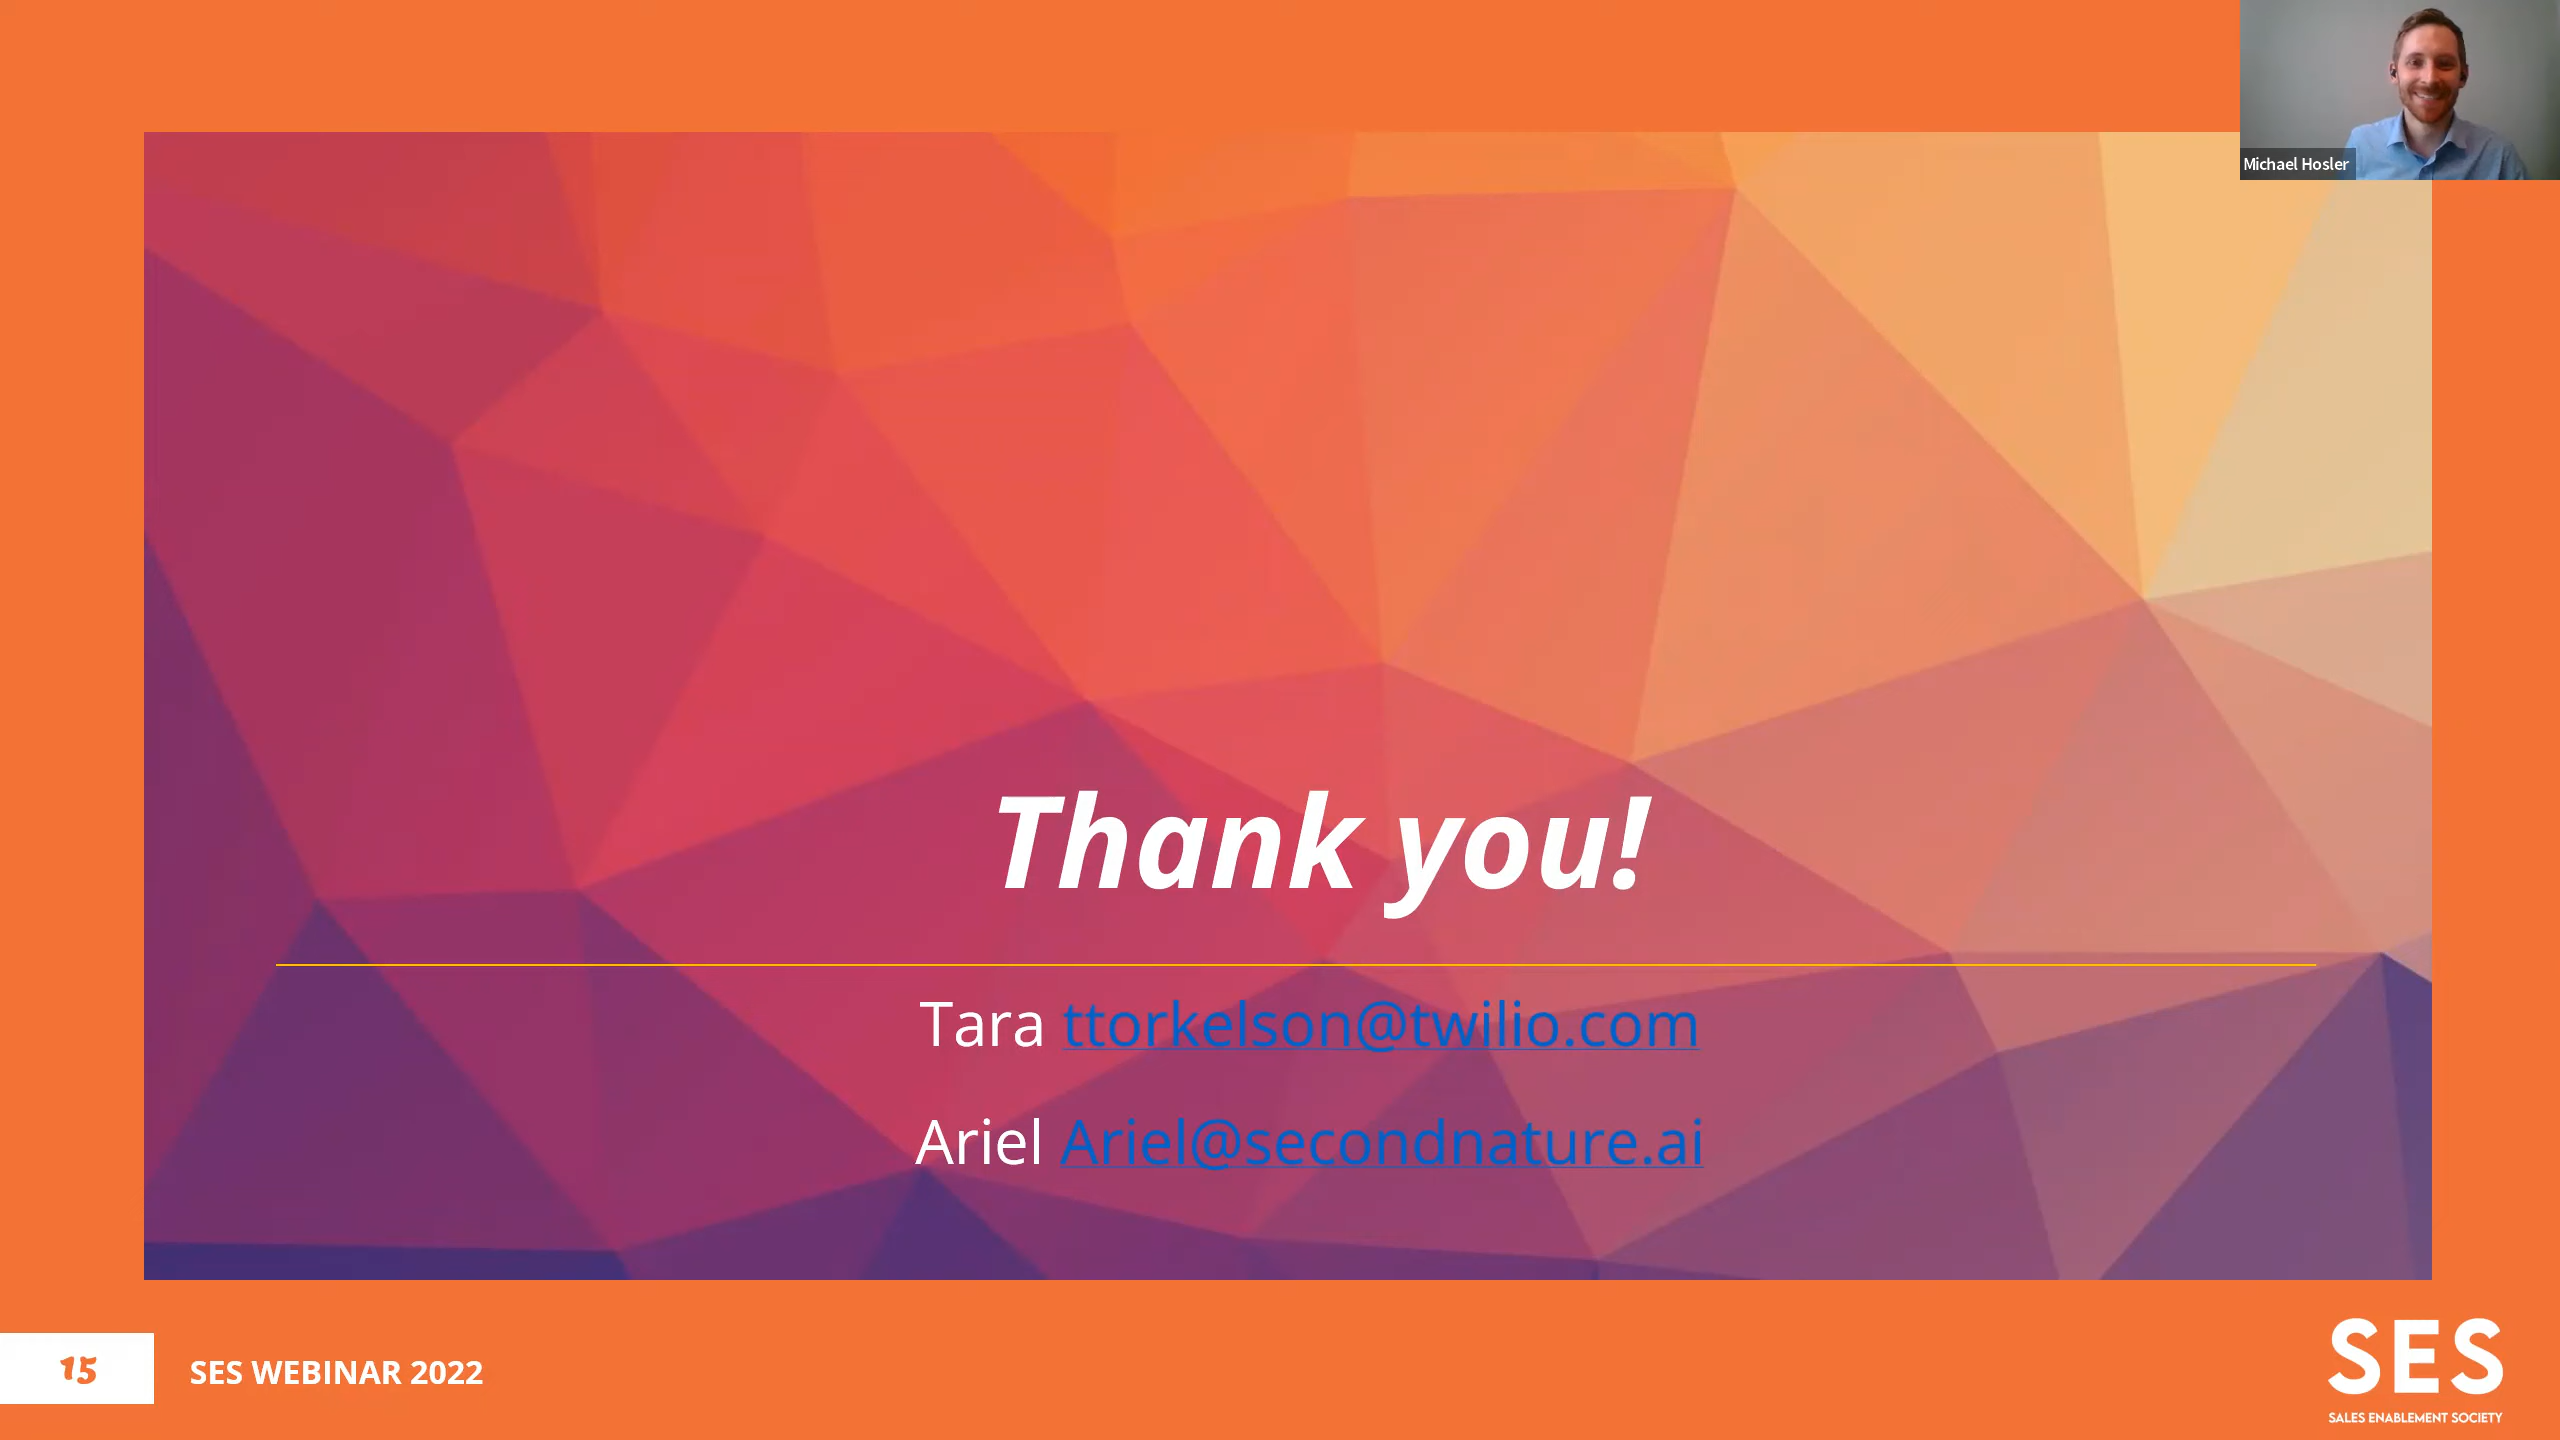 Michael Hosler
Thank you!
Tara ttorkelson@twilio.com
Ariel Ariel@secondnature.ai
15
SES WEBINAR 2022
SES
SALES ENABLEMENT SOCIETY